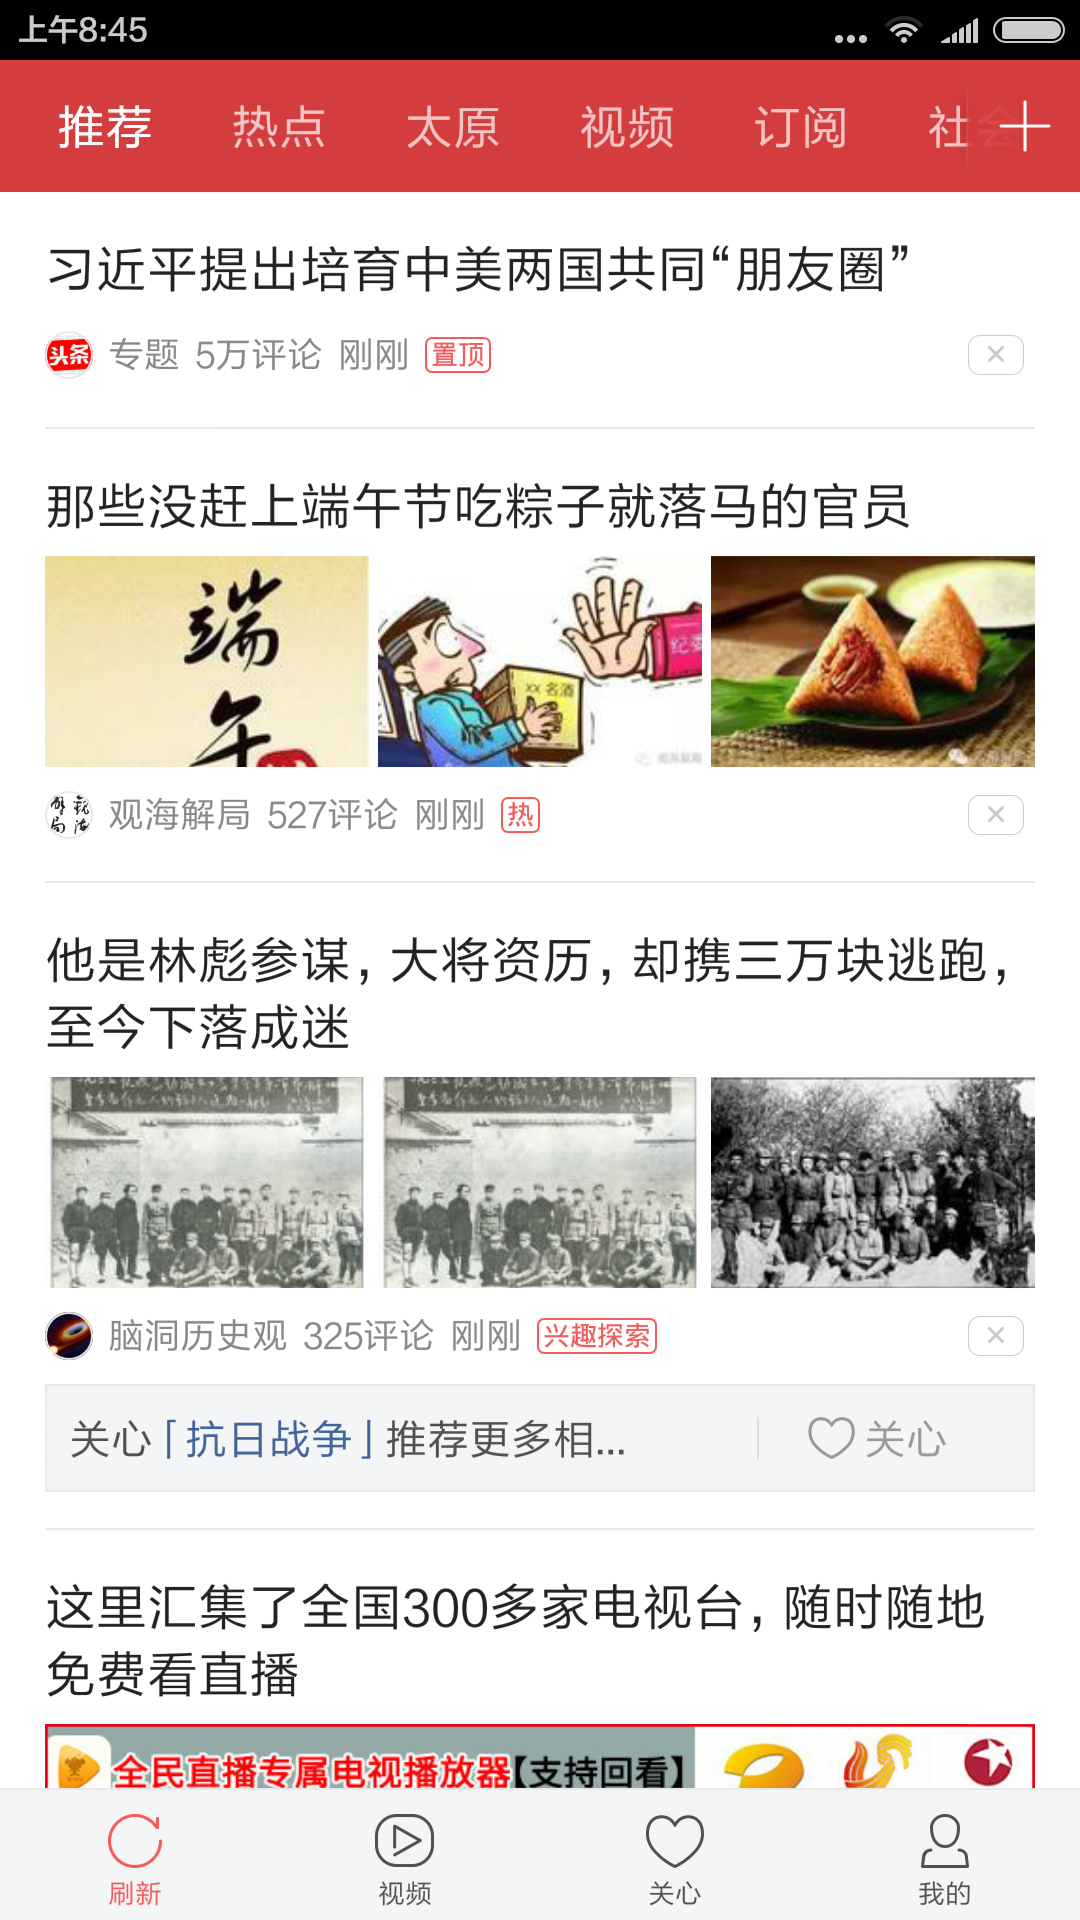 上午8:45
推荐 热点 太原 视频 订阅 社会
习近平提出培育中美两国共同“朋友圈”
头条 专题 5万评论 刚刚 置顶
那些没赶上端午节吃粽子就落马的官员
端午
XX 名酒
纪委
观海解局 527评论 刚刚 热
他是林彪参谋，大将资历，却携三万块逃跑，
至今下落成迷
脑洞历史观 325评论 刚刚 兴趣探索
关心「抗日战争」推荐更多相... 关心
这里汇集了全国300多家电视台，随时随地
免费看直播
全民直播专属电视播放器【支持回看】
刷新 视频 关心 我的